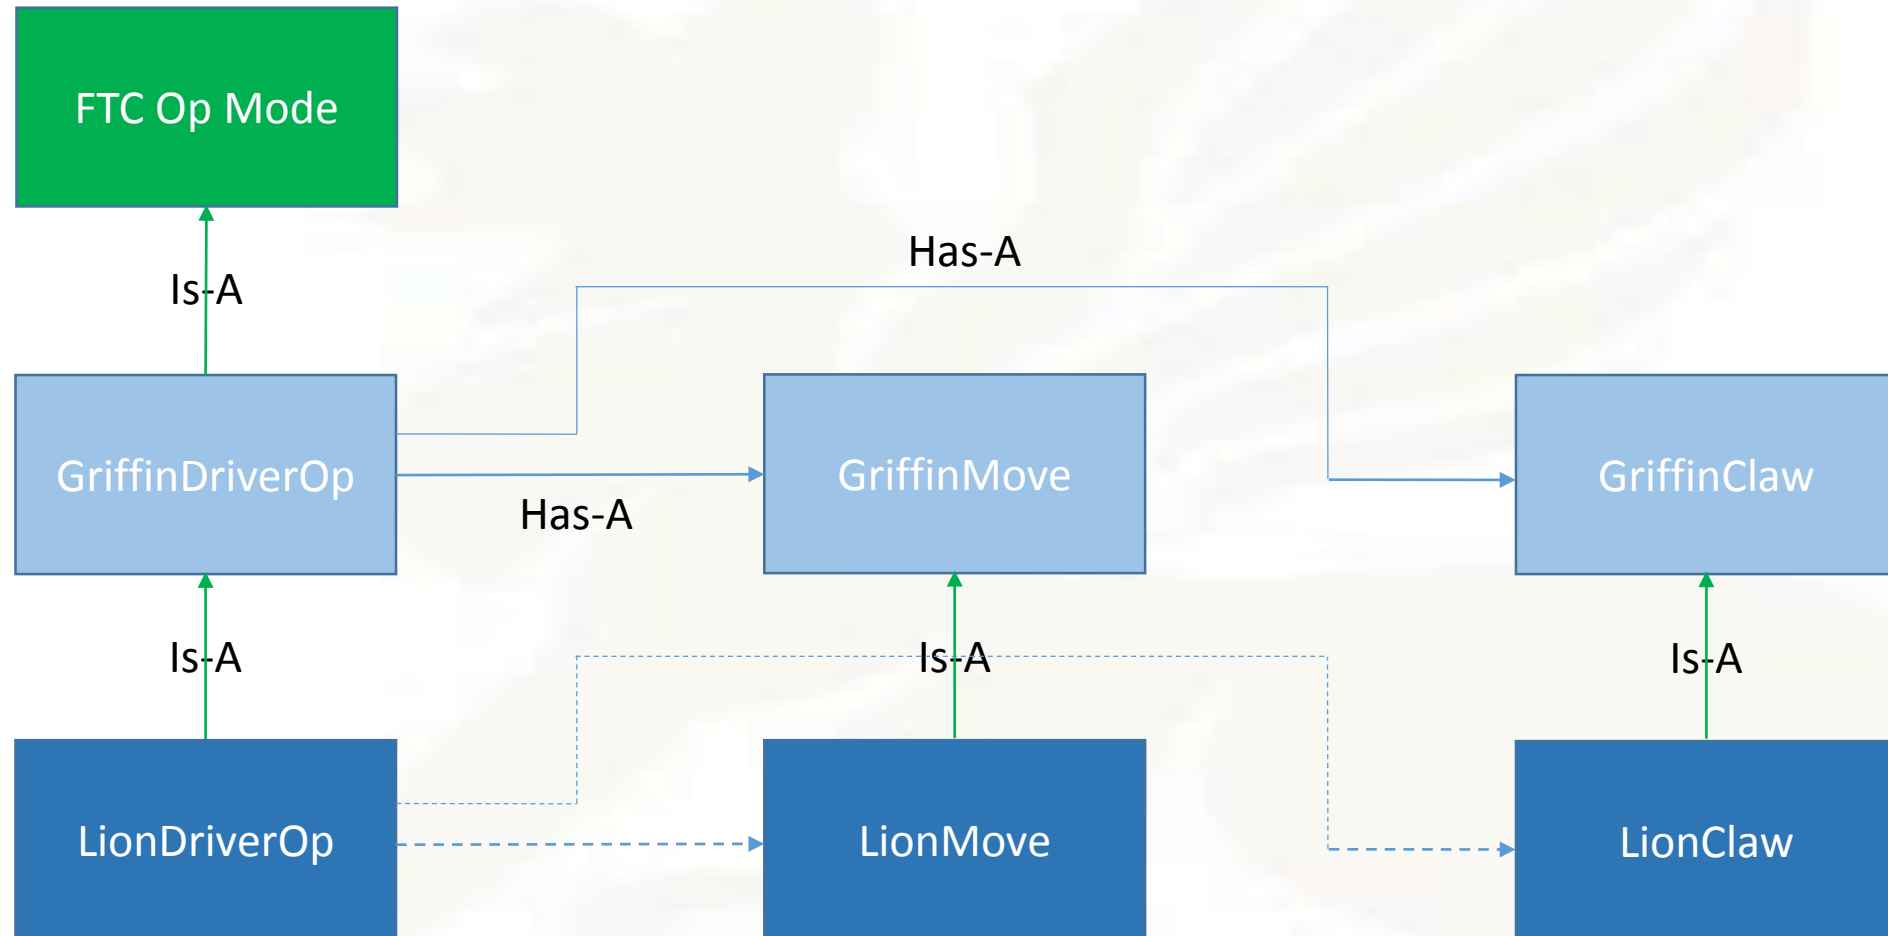 FTC Op Mode
Has-A
Is-A
GriffinDriverOp
GriffinMove
GriffinClaw
Has-A
Is-A
Is-A
Is-A
LionDriverOp
LionMove
LionClaw